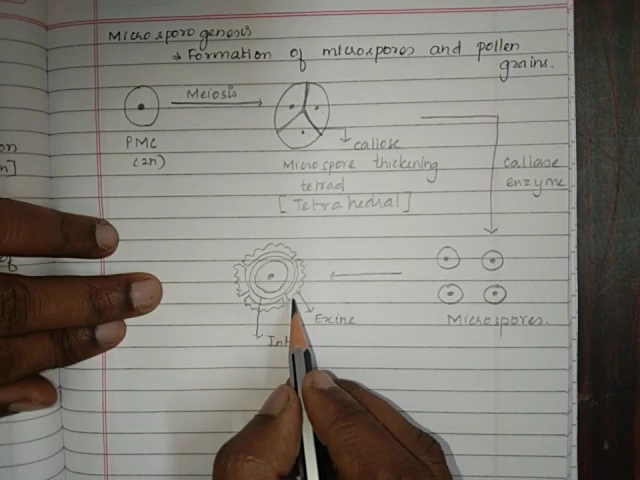 Microsporogenesis
→ Formation of microspores and pollen
grains.
Meiosis
PMC
(2n)
callose
Microspore thickening
tetrad
[Tetrahedral]
callase
enzyme
Microspores.
Exine
Int
on
n]
of